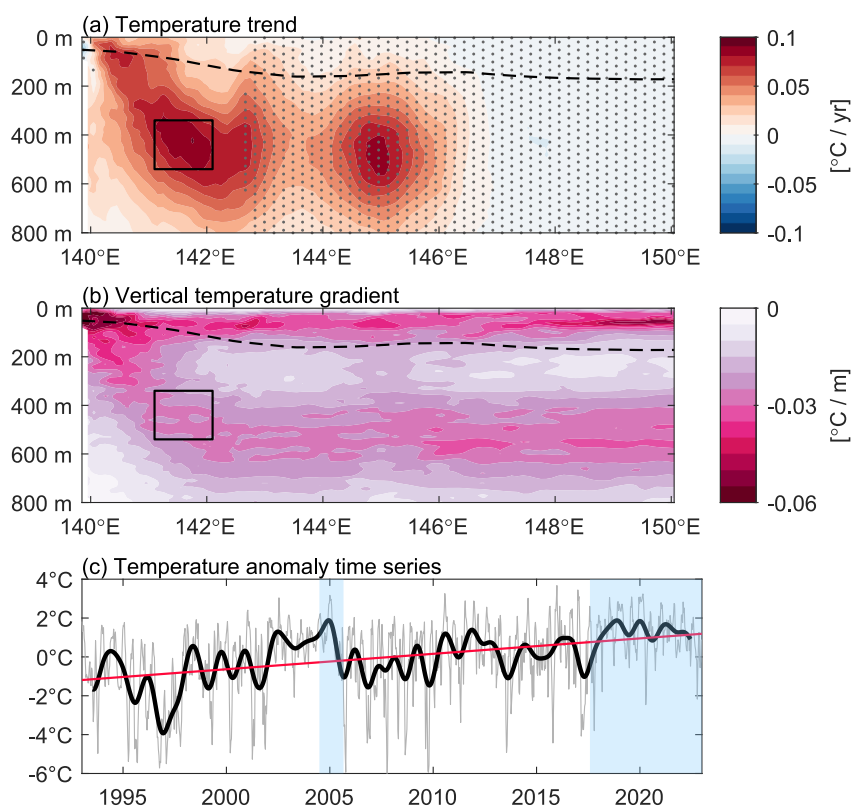 (a) Temperature trend
0 m
200 m
400 m
600 m
800 m
140°E 142°E 144°E 146°E 148°E 150°E
0.1
0.05
0
-0.05
-0.1
[°C / yr]
(b) Vertical temperature gradient
0 m
200 m
400 m
600 m
800 m
140°E 142°E 144°E 146°E 148°E 150°E
0
-0.03
-0.06
[°C / m]
(c) Temperature anomaly time series
4°C
2°C
0°C
-2°C
-4°C
-6°C
1995 2000 2005 2010 2015 2020